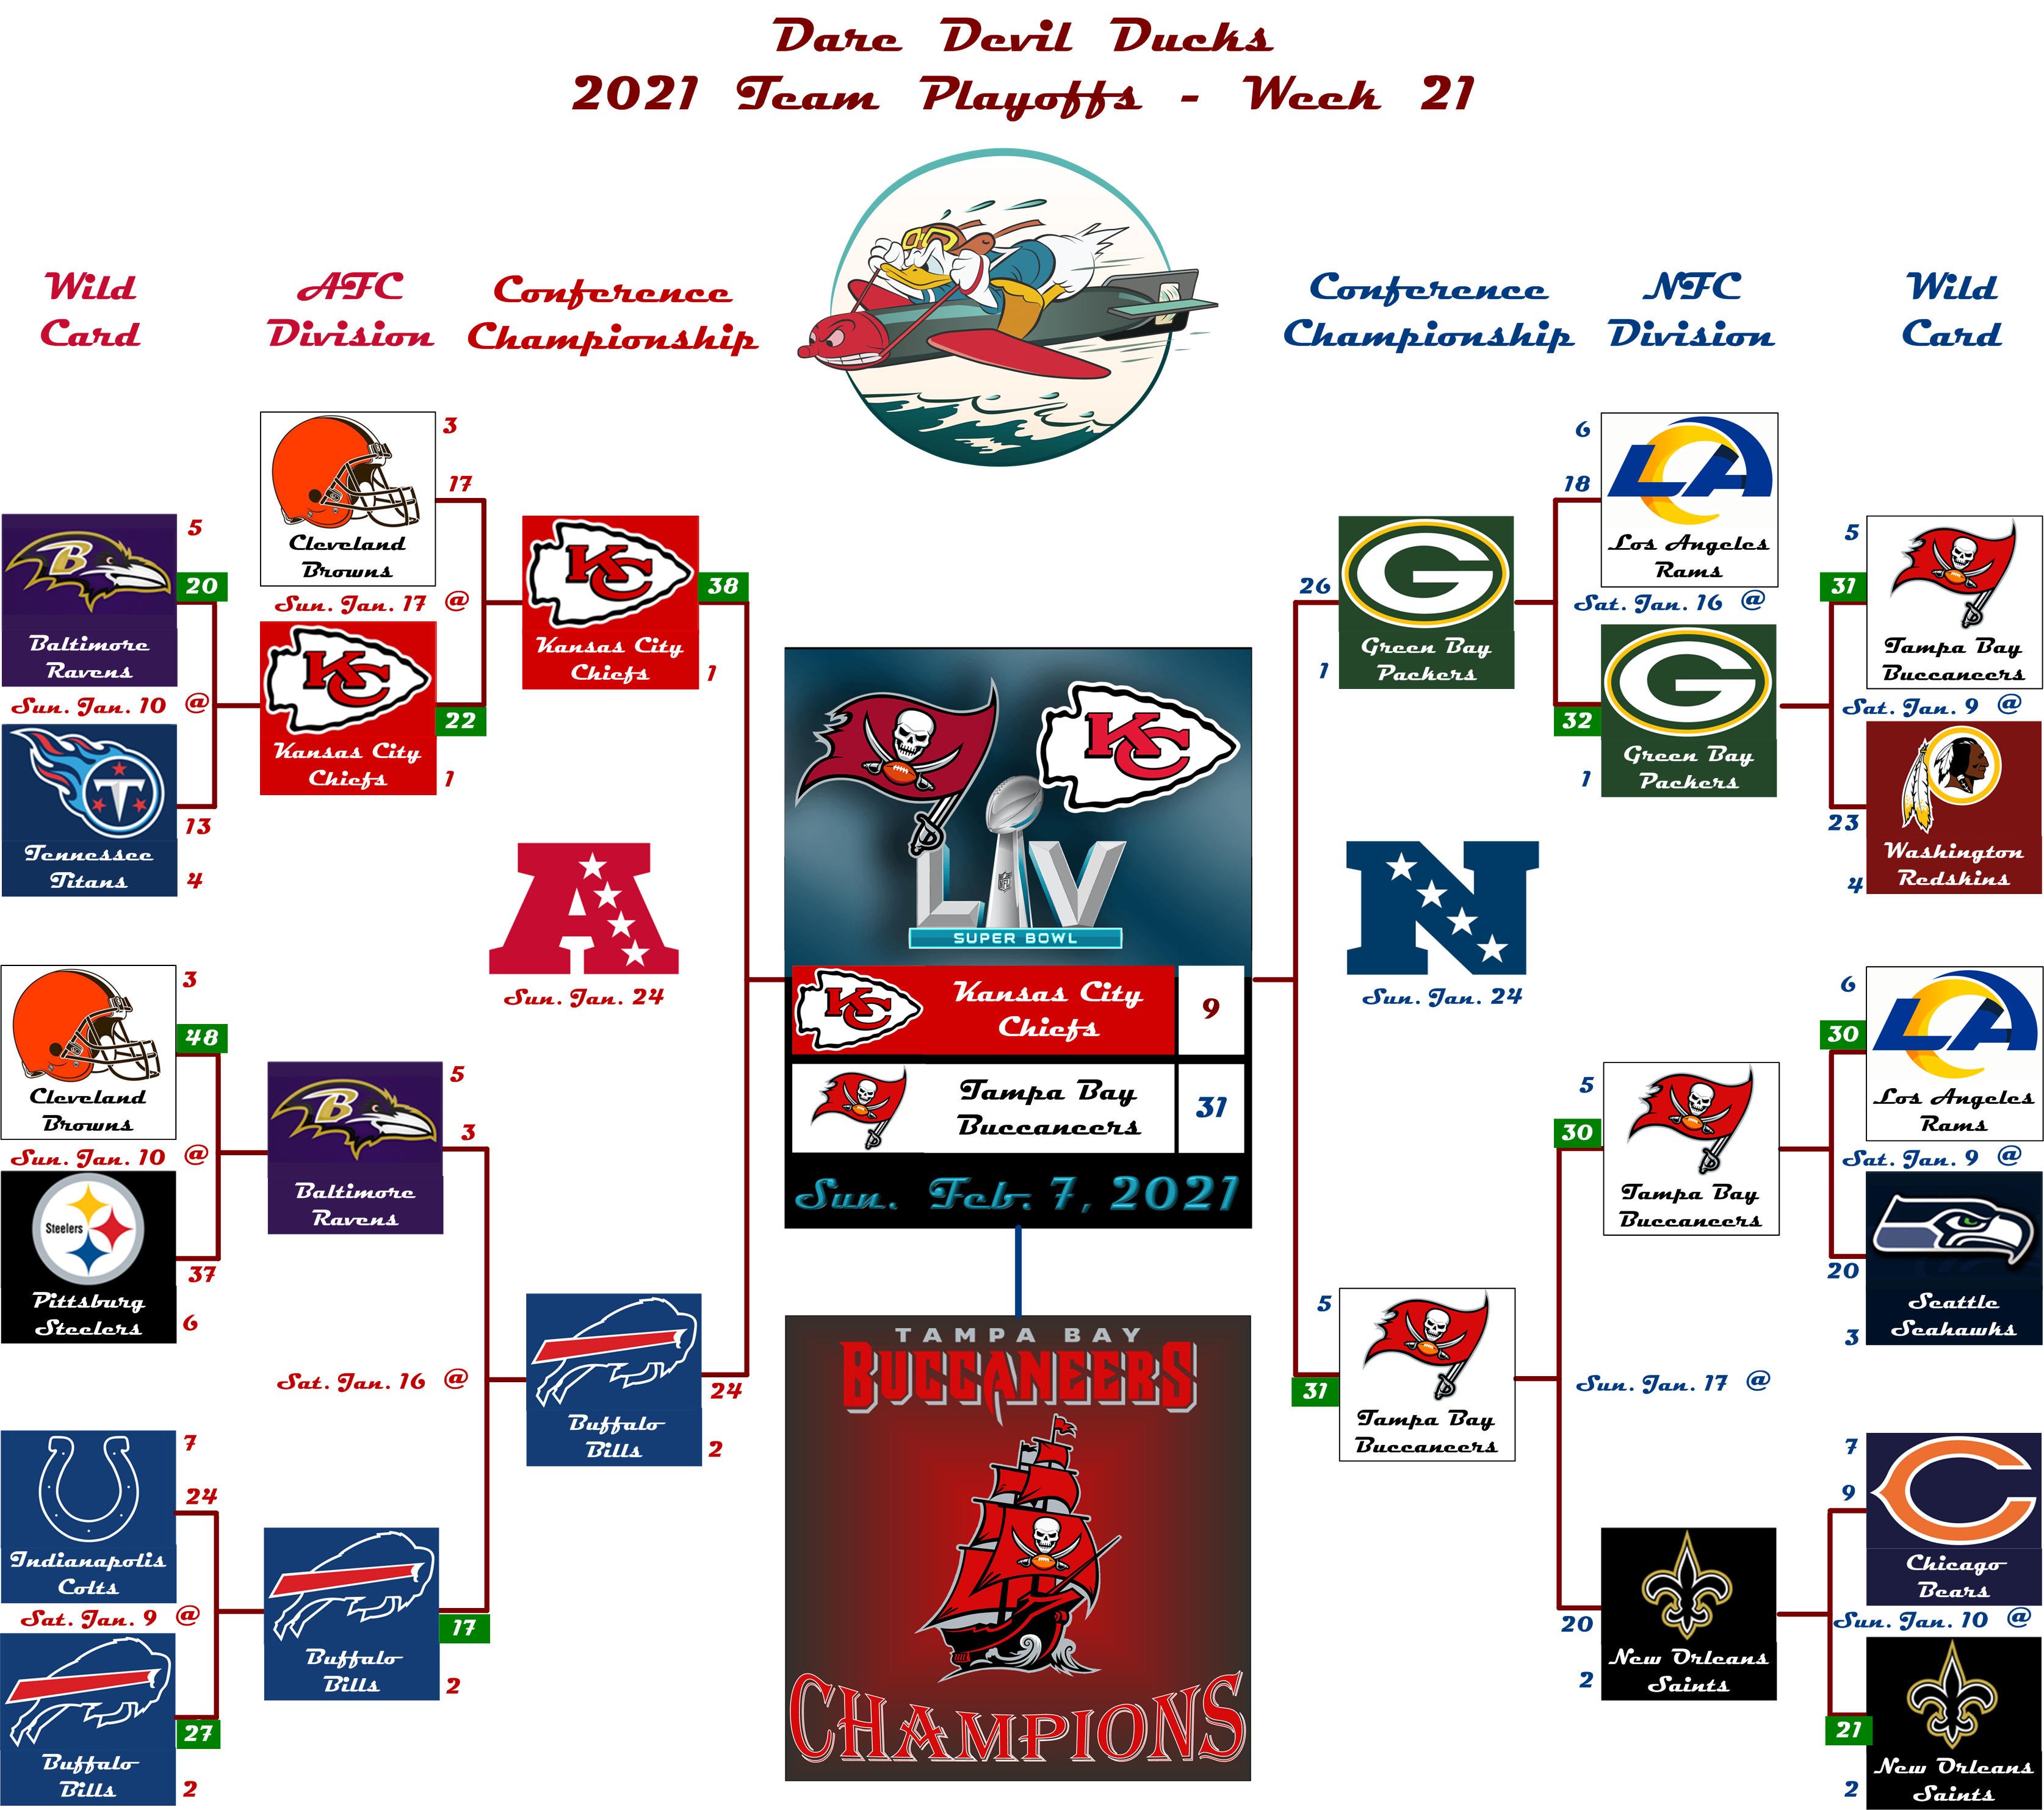 Dare Devil Ducks
2021 Team Playoffs - Week 21
Wild
Card
AFC
Division
Conference
Championship
Conference
Championship
NFC
Division
Wild
Card
5
20
Baltimore
Ravens
Sun. Jan. 10 @
Tennessee
Titans
13
4
3
48
Cleveland
Browns
Sun. Jan. 10 @
Steelers
Pittsburg
Steelers
37
6
7
24
Indianapolis
Colts
Sat. Jan. 9 @
27
Buffalo
Bills
2
3
17
Cleveland
Browns
Sun. Jan. 17 @
22
Kansas City
Chiefs
1
5
3
Baltimore
Ravens
Sat. Jan. 16 @
17
Buffalo
Bills
2
KC
38
Kansas City
Chiefs
1
A
Sun. Jan. 24
24
Buffalo
Bills
2
KC
LIV
NFL
SUPER BOWL
KC
Kansas City
Chiefs
9
Tampa Bay
Buccaneers
31
Sun. Feb. 7, 2021
TAMPA BAY
BUCCANEERS
CHAMPIONS
G
26
Green Bay
Packers
1
N
Sun. Jan. 24
5
31
Tampa Bay
Buccaneers
6
LA
18
Los Angeles
Rams
Sat. Jan. 16 @
G
32
Green Bay
Packers
1
5
30
Tampa Bay
Buccaneers
Sun. Jan. 17 @
20
New Orleans
Saints
2
5
31
Tampa Bay
Buccaneers
Sat. Jan. 9 @
23
Washington
Redskins
4
6
LA
30
Los Angeles
Rams
Sat. Jan. 9 @
20
Seattle
Seahawks
3
7
9
C
Chicago
Bears
Sun. Jan. 10 @
21
New Orleans
Saints
2